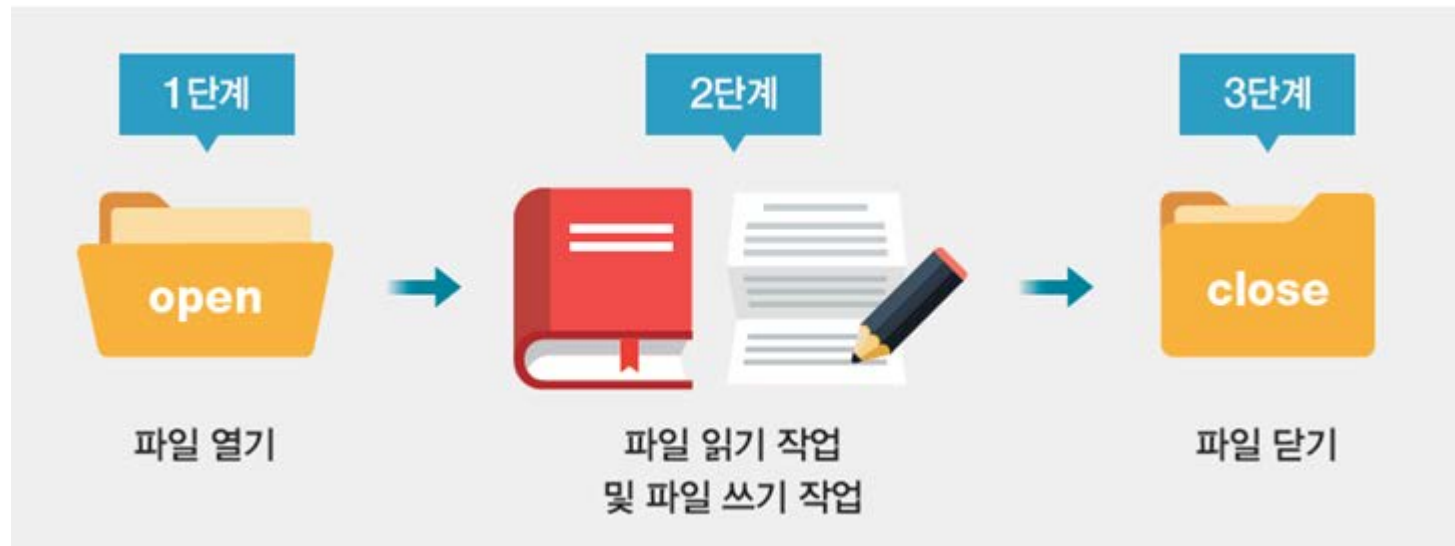 1단계
2단계
3단계
open
close
파일 열기
파일 읽기 작업
및 파일 쓰기 작업
파일 닫기